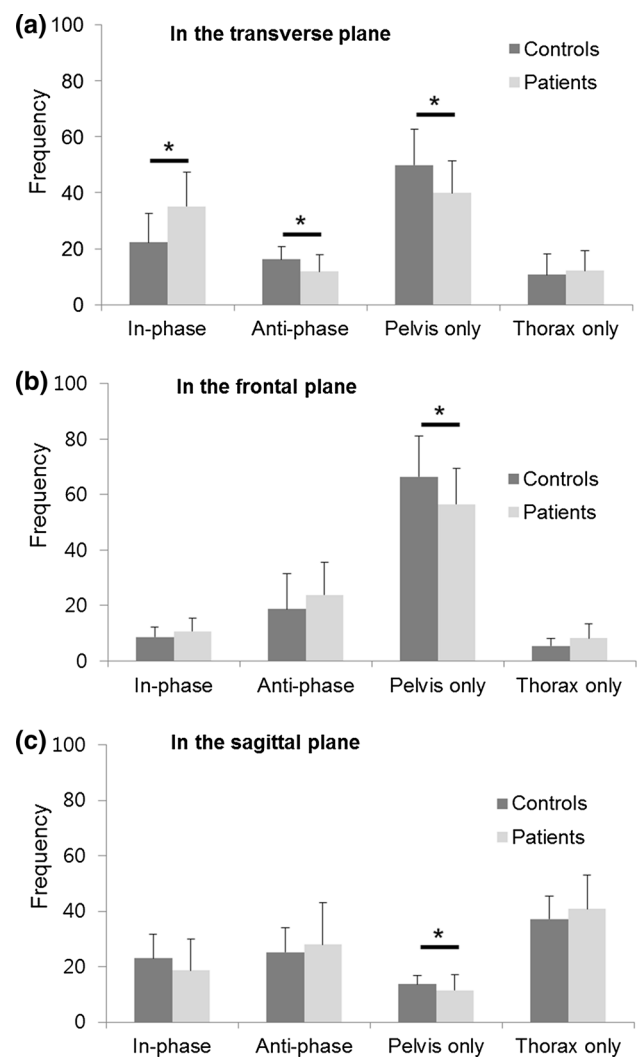 (a)
In the transverse plane
100
80
60
40
20
0
Frequency
Controls
Patients
*
*
*
In-phase Anti-phase Pelvis only Thorax only
(b)
In the frontal plane
100
80
60
40
20
0
Frequency
Controls
Patients
*
In-phase Anti-phase Pelvis only Thorax only
(c)
In the sagittal plane
100
80
60
40
20
0
Frequency
Controls
Patients
*
In-phase Anti-phase Pelvis only Thorax only